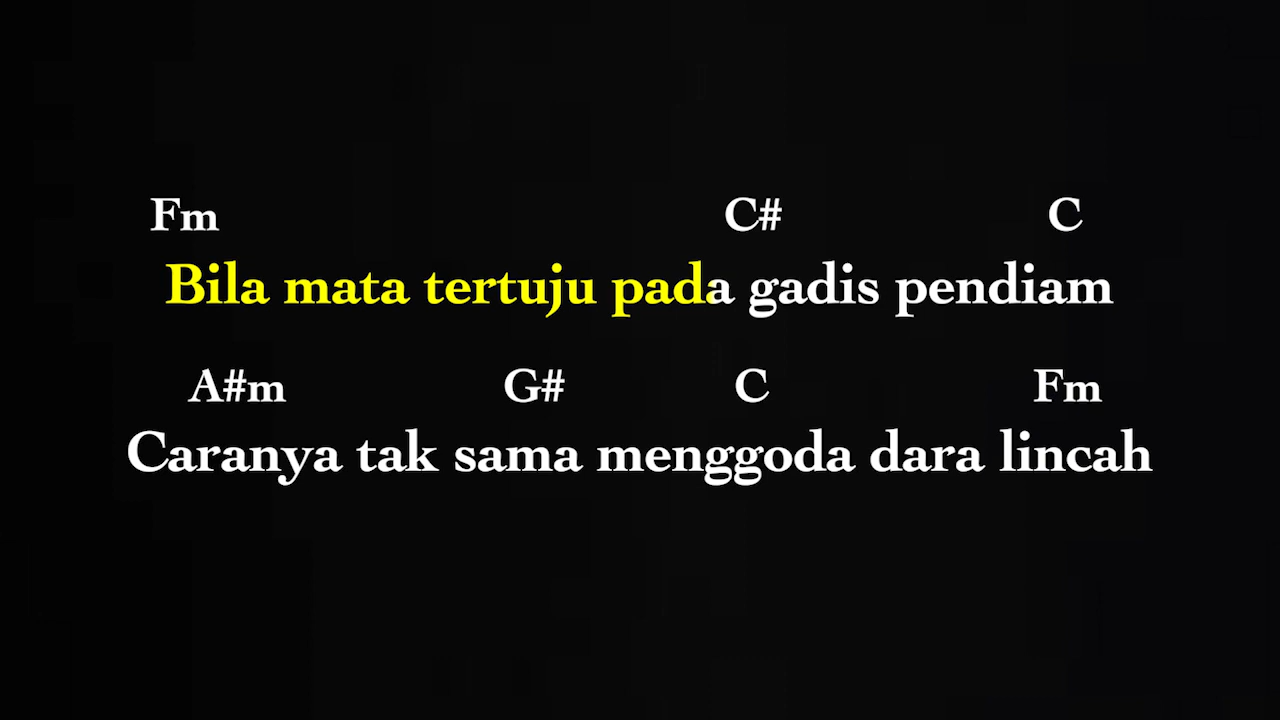 Fm C# C
Bila mata tertuju pada gadis pendiam
A#m G# C Fm
Caranya tak sama menggoda dara lincah